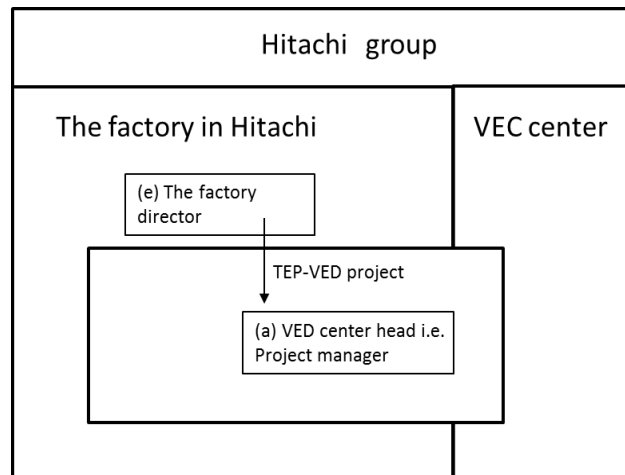 Hitachi group
The factory in Hitachi
VEC center
(e) The factory
director
TEP-VED project
(a) VED center head i.e.
Project manager